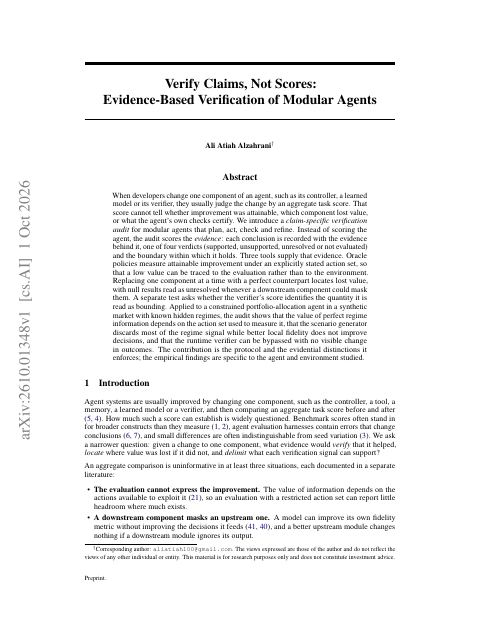 Verify Claims, Not Scores:
Evidence-Based Verification of Modular Agents
Ali Atiah Alzahrani†
Abstract
When developers change one component of an agent, such as its controller, a learned
model or its verifier, they usually judge the change by an aggregate task score. That
score cannot tell whether improvement was attainable, which component lost value,
or what the agent's own checks certify. We introduce a claim-specific verification
audit for modular agents that plan, act, check and refine. Instead of scoring the
agent, the audit scores the evidence: each conclusion is recorded with the evidence
behind it, one of four verdicts (supported, unsupported, unresolved or not evaluated)
and the boundary within which it holds. Three tools supply that evidence. Oracle
policies measure attainable improvement under an explicitly stated action set, so
that a low value can be traced to the evaluation rather than to the environment.
Replacing one component at a time with a perfect counterpart locates lost value,
with null results read as unresolved whenever a downstream component could mask
them. A separate test asks whether the verifier's score identifies the quantity it is
read as bounding. Applied to a constrained portfolio-allocation agent in a synthetic
market with known hidden regimes, the audit shows that the value of perfect regime
information depends on the action set used to measure it, that the scenario generator
discards most of the regime signal while better local fidelity does not improve
decisions, and that the runtime verifier can be bypassed with no visible change
in outcomes. The contribution is the protocol and the evidential distinctions it
enforces; the empirical findings are specific to the agent and environment studied.
1 Introduction
Agent systems are usually improved by changing one component, such as the controller, a tool, a
memory, a learned model or a verifier, and then comparing an aggregate task score before and after
(5, 4). How much such a score can establish is widely questioned. Benchmark scores often stand in
for broader constructs than they measure (1, 2), agent evaluation harnesses contain errors that change
conclusions (6, 7), and small differences are often indistinguishable from seed variation (3). We ask
a narrower question: given a change to one component, what evidence would verify that it helped,
locate where value was lost if it did not, and delimit what each verification signal can support?
An aggregate comparison is uninformative in at least three situations, each documented in a separate
literature:
• The evaluation cannot express the improvement. The value of information depends on the
actions available to exploit it (21), so an evaluation with a restricted action set can report little
headroom where much exists.
• A downstream component masks an upstream one. A model can improve its own fidelity
metric without improving the decisions it feeds (41, 40), and a better upstream module changes
nothing if a downstream module ignores its output.
†Corresponding author: aliatiah100@gmail.com. The views expressed are those of the author and do not reflect the
views of any other individual or entity. This material is for research purposes only and does not constitute investment advice.
Preprint.
arXiv:2610.01348v1 [cs.AI] 1 Oct 2026